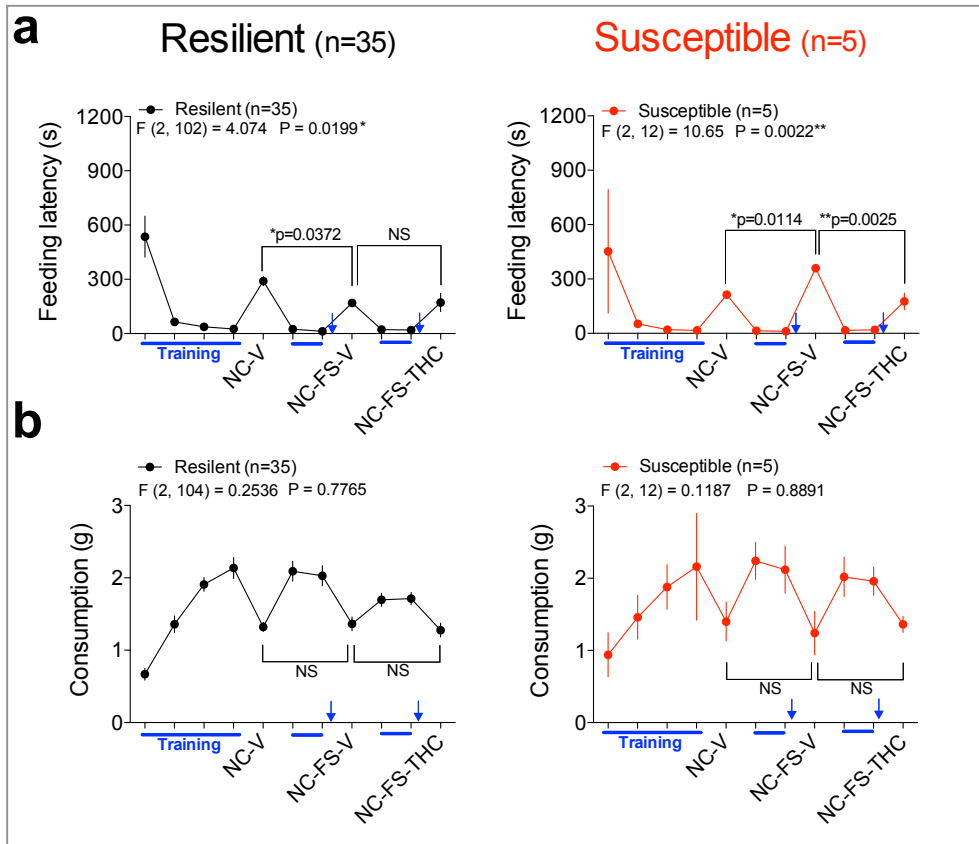 a
Resilient (n=35)
Susceptible (n=5)
Resilent (n=35)
F (2, 102) = 4.074 P = 0.0199*
Feeding latency (s)
1200
900
600
300
0
*p=0.0372
NS
Training
NC-V
NC-FS-V
NC-FS-THC
Susceptible (n=5)
F (2, 12) = 10.65 P = 0.0022**
Feeding latency (s)
1200
900
600
300
0
*p=0.0114
**p=0.0025
Training
NC-V
NC-FS-V
NC-FS-THC
b
Resilent (n=35)
F (2, 104) = 0.2536 P = 0.7765
Consumption (g)
3
2
1
0
NS
NS
Training
NC-V
NC-FS-V
NC-FS-THC
Susceptible (n=5)
F (2, 12) = 0.1187 P = 0.8891
Consumption (g)
3
2
1
0
NS
NS
Training
NC-V
NC-FS-V
NC-FS-THC